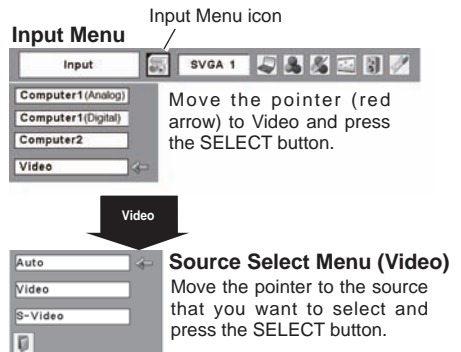 Input Menu icon
Input Menu
Input
SVGA 1
Computer1(Analog)
Computer1(Digital)
Computer2
Video
Move the pointer (red
arrow) to Video and press
the SELECT button.
Video
Auto
Video
S-Video
Source Select Menu (Video)
Move the pointer to the source
that you want to select and
press the SELECT button.